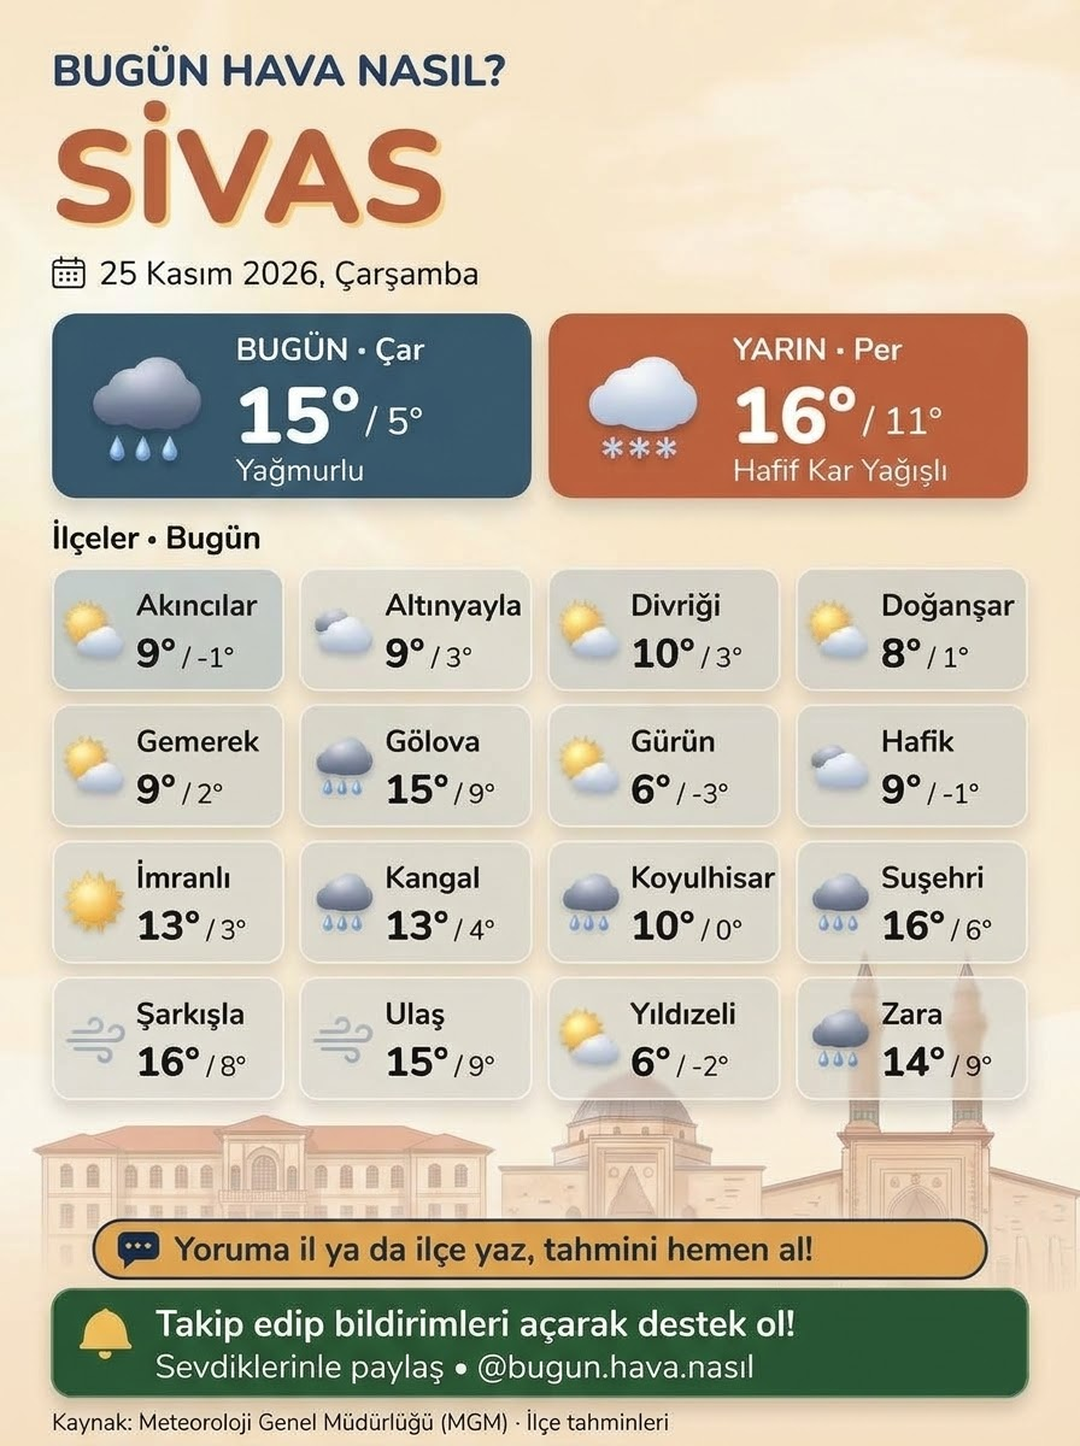 BUGÜN HAVA NASIL?
SİVAS
25 Kasım 2026, Çarşamba
BUGÜN · Çar
15° / 5°
Yağmurlu
YARIN · Per
16° / 11°
Hafif Kar Yağışlı
İlçeler • Bugün
Akıncılar
9° / -1°
Altınyayla
9° / 3°
Divriği
10° / 3°
Doğanşar
8° / 1°
Gemerek
9° / 2°
Gölova
15° / 9°
Gürün
6° / -3°
Hafik
9° / -1°
İmranlı
13° / 3°
Kangal
13° / 4°
Koyulhisar
10° / 0°
Suşehri
16° / 6°
Şarkışla
16° / 8°
Ulaş
15° / 9°
Yıldızeli
6° / -2°
Zara
14° / 9°
Yoruma il ya da ilçe yaz, tahmini hemen al!
Takip edip bildirimleri açarak destek ol!
Sevdiklerinle paylaş • @bugun.hava.nasıl
Kaynak: Meteoroloji Genel Müdürlüğü (MGM) · İlçe tahminleri